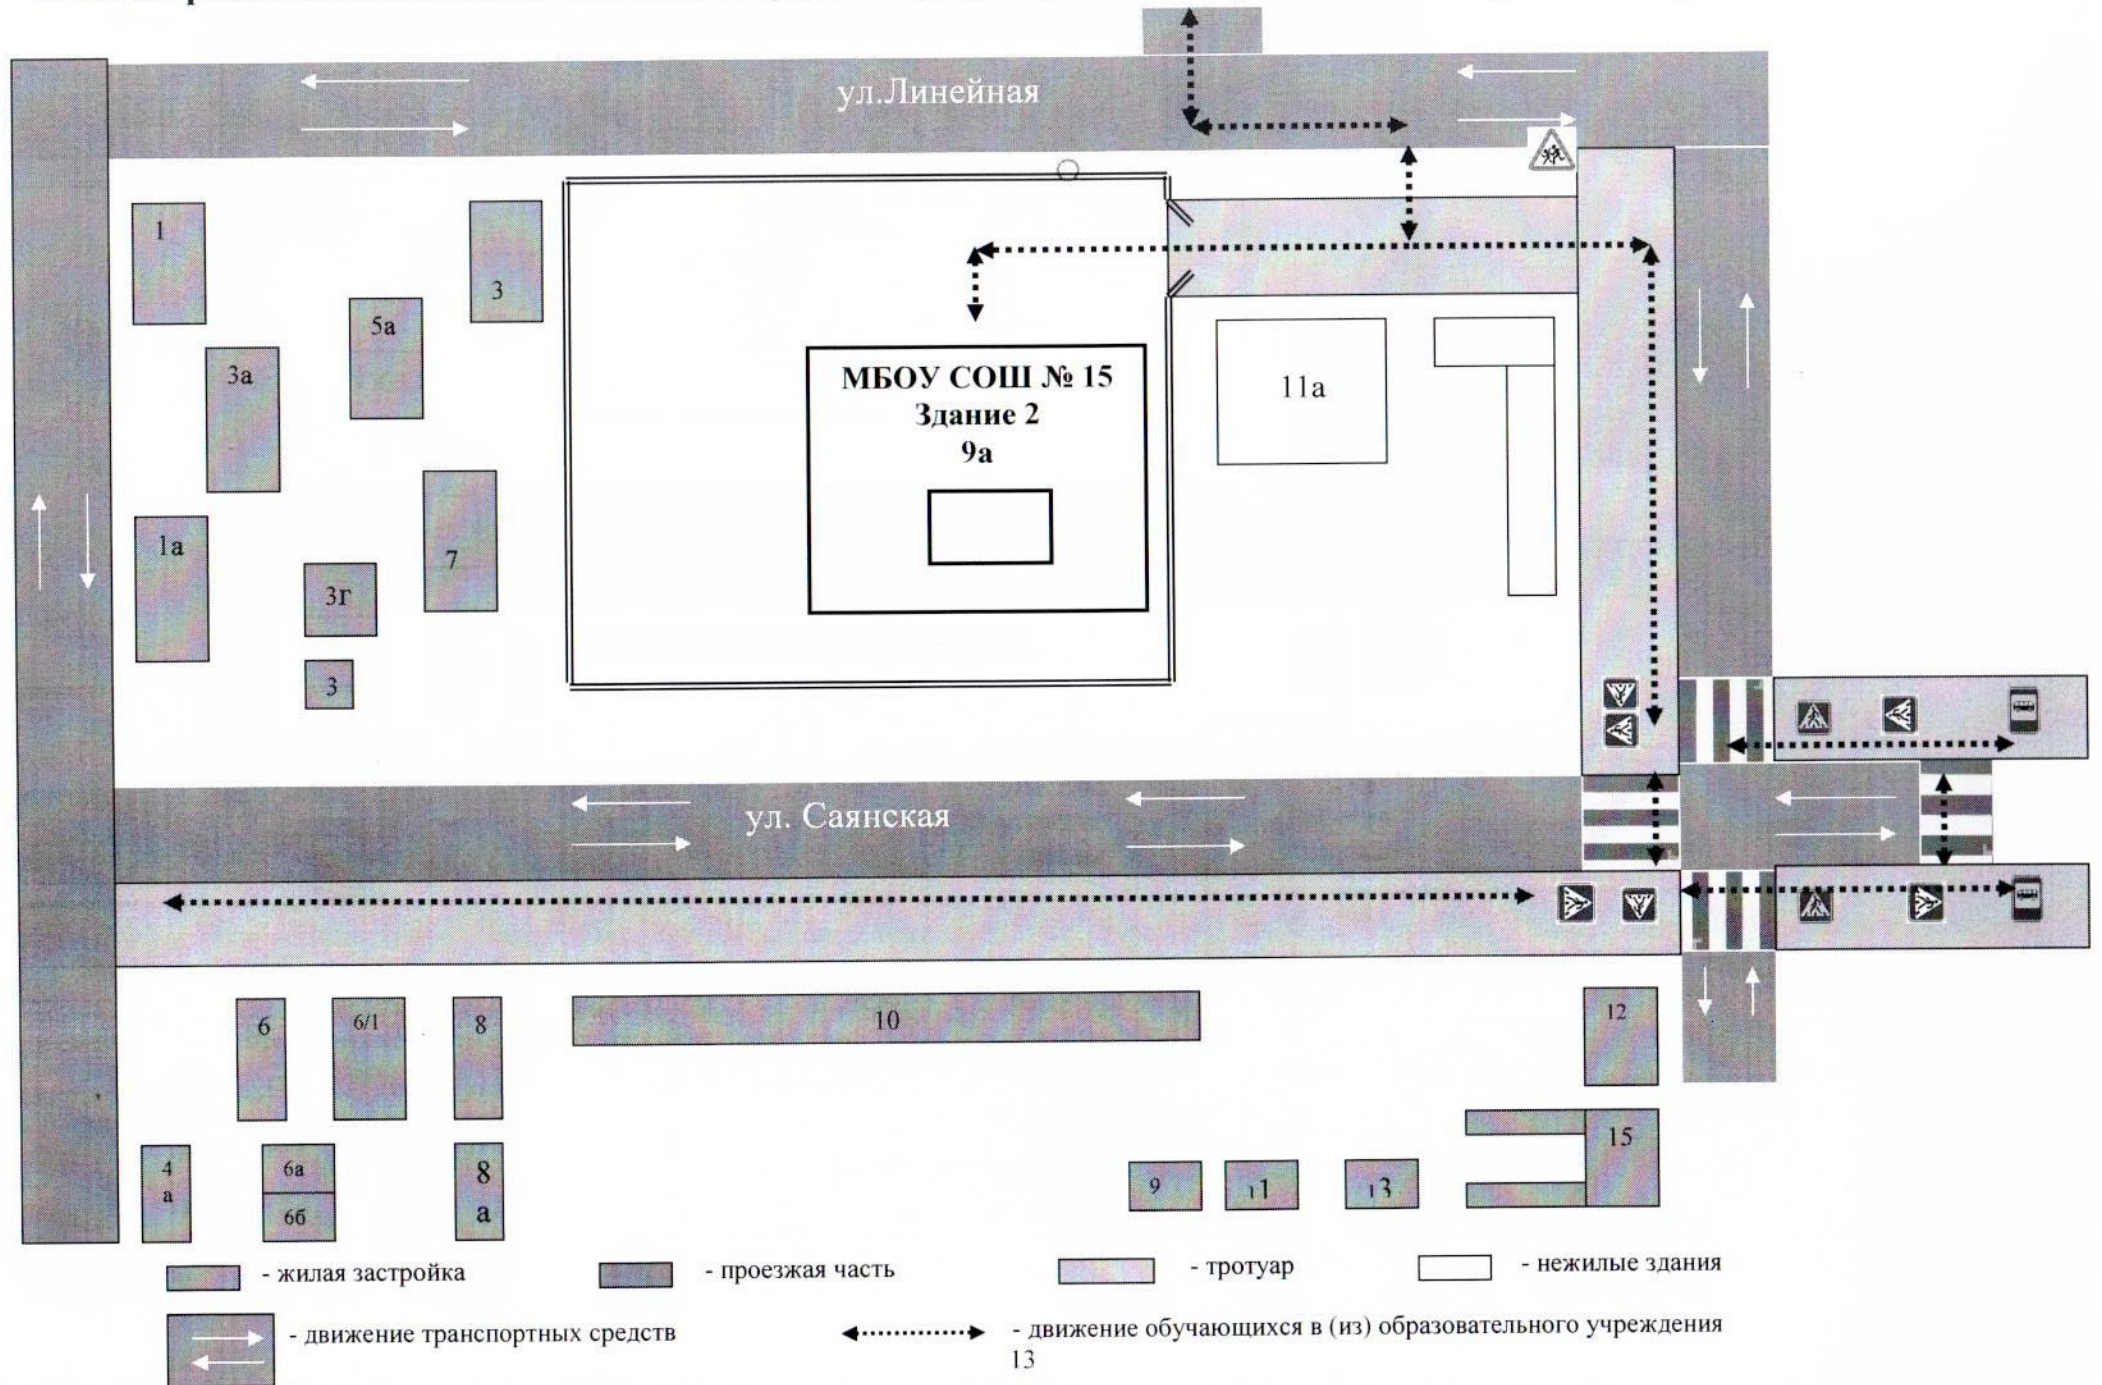 ул.Линейная
1
3
5а
3а
МБОУ СОШ № 15
Здание 2
9а
11а
1а
3г
7
3
ул. Саянская
6
6/1
8
10
12
4
а
6а
6б
8
а
9
11
13
15
- жилая застройка
- проезжая часть
- тротуар
- нежилые здания
- движение транспортных средств
- движение обучающихся в (из) образовательного учреждения
13